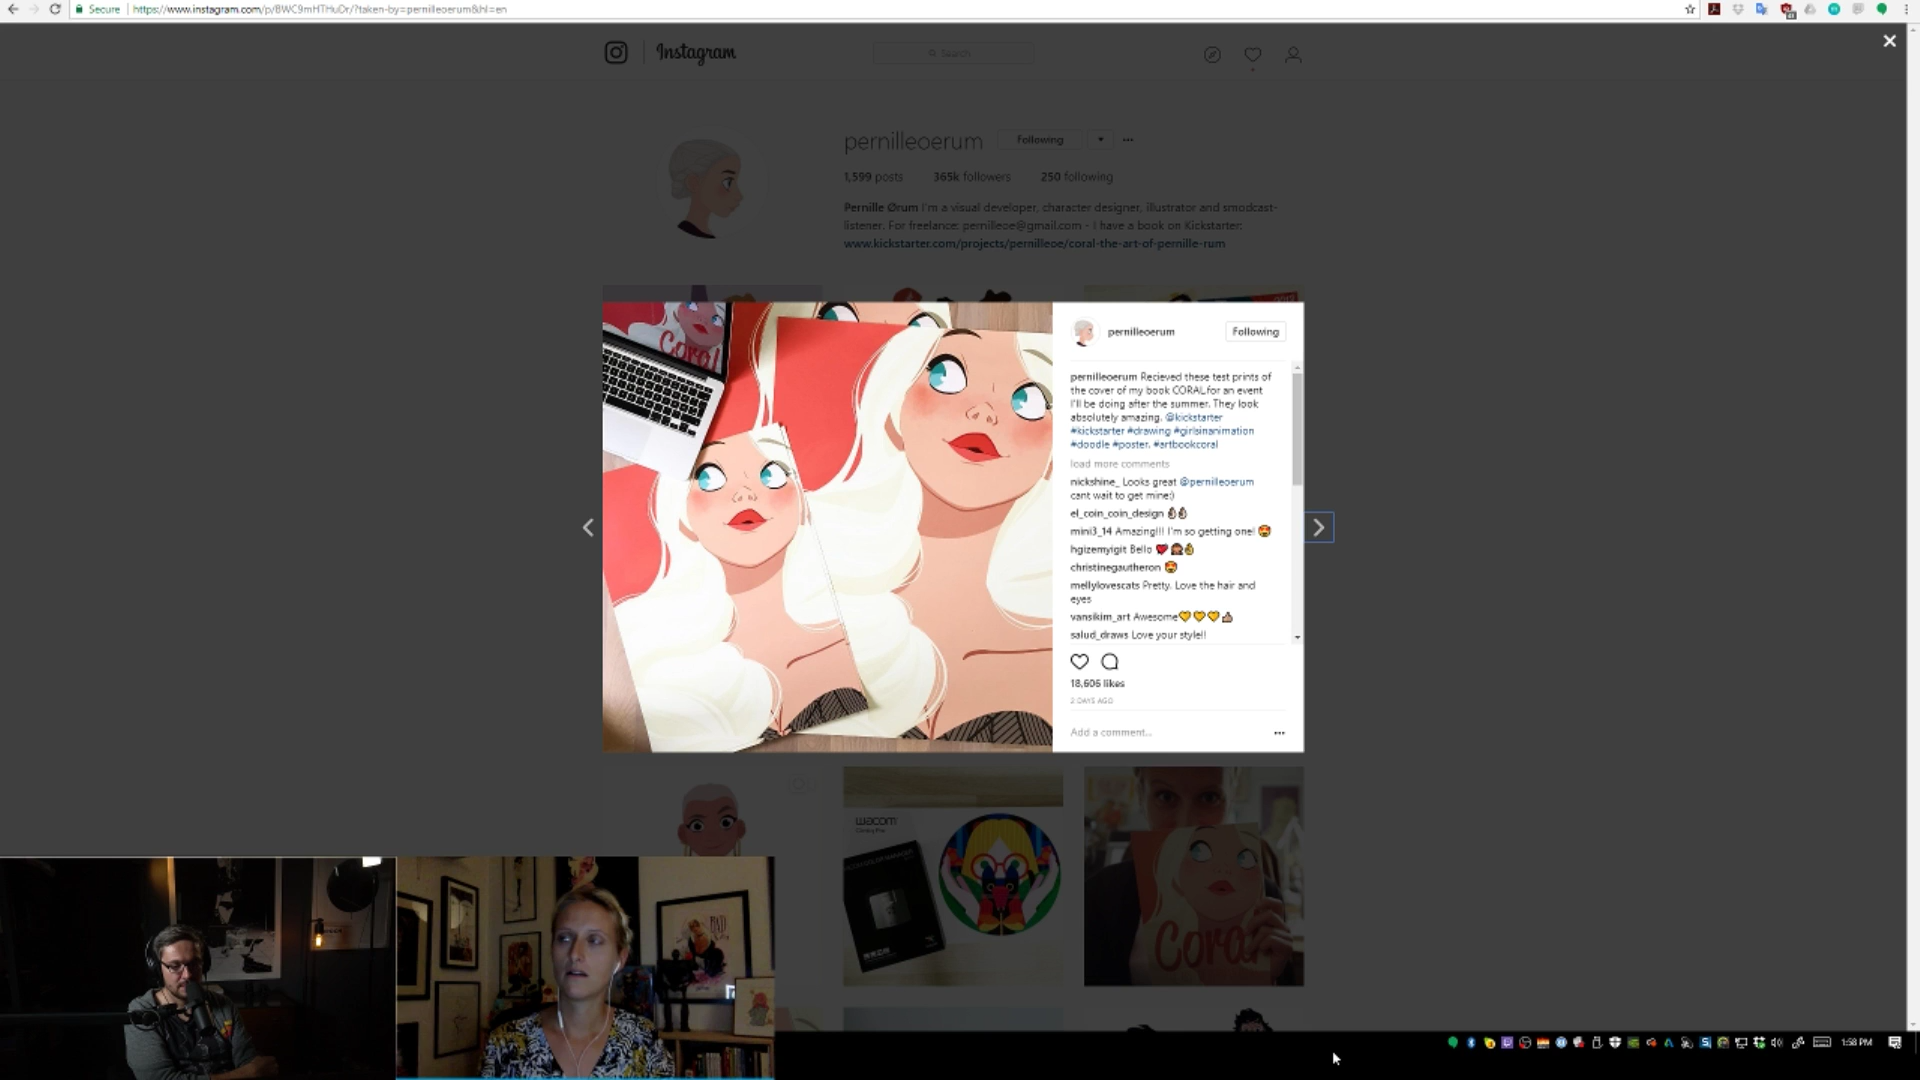 Secure
https://www.instagram.com/p/BWC9mHTHuDr/?taken-by=pernilleoerum&hl=en
Instagram
Search
pernilleoerum
Following
1,599 posts 365k followers 250 following
Pernille Ørum I'm a visual developer, character designer, illustrator and smodcast-
listener. For freelance: pernilleoe@gmail.com - I have a book on Kickstarter:
www.kickstarter.com/projects/pernilleoe/coral-the-art-of-pernille-rum
Coral
pernilleoerum
Following
pernilleoerum Recieved these test prints of
the cover of my book CORAL for an event
I'll be doing after the summer. They look
absolutely amazing. @kickstarter
#kickstarter #drawing #girlsinanimation
#doodle #poster. #artbookcoral
load more comments
nickshine_ Looks great @pernilleoerum
cant wait to get mine:)
el_coin_coin_design 👌👌
mini3_14 Amazing!!! I'm so getting one! 😍
hgizemyigit Bello
christinegautheron 😍
mellylovescats Pretty. Love the hair and
eyes
vansikim_art Awesome💛💛💛👍
salud_draws Love your style!!
18,606 likes
2 DAYS AGO
Add a comment...
wacom
Coral
BAD
1:58 PM